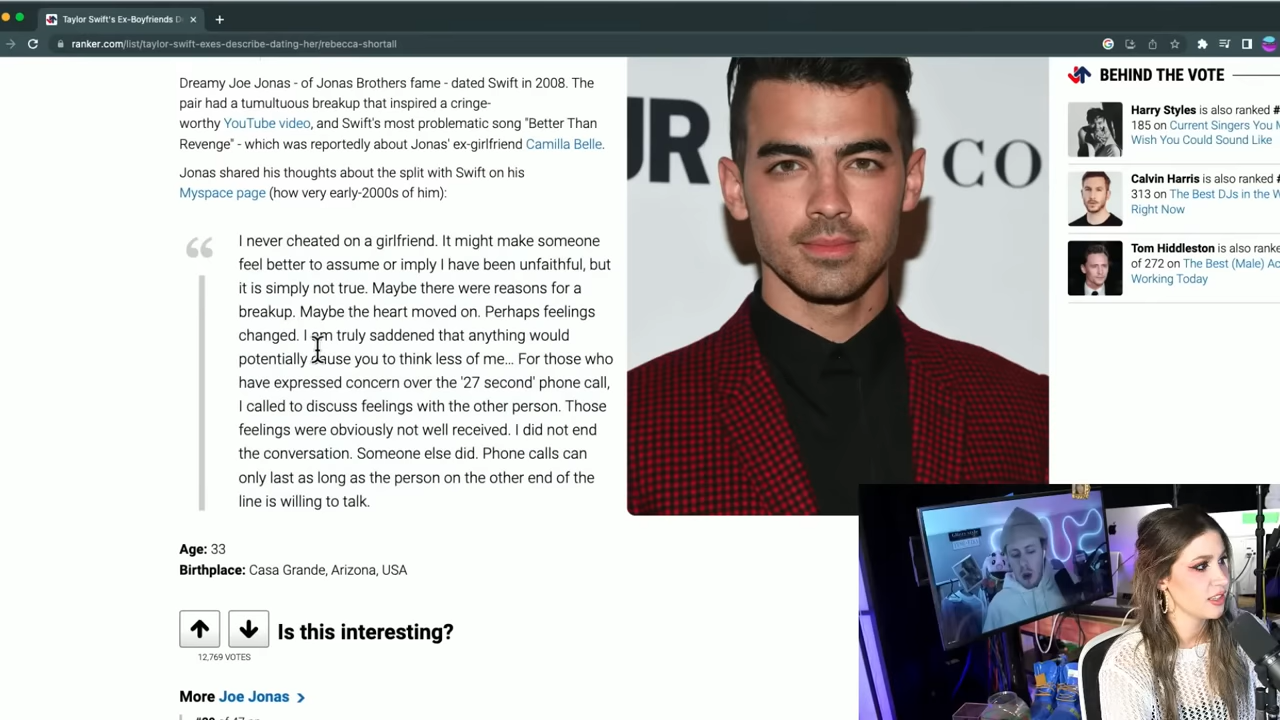 Taylor Swift's Ex-Boyfriends D
ranker.com/list/taylor-swift-exes-describe-dating-her/rebecca-shortall
Dreamy Joe Jonas - of Jonas Brothers fame - dated Swift in 2008. The
pair had a tumultuous breakup that inspired a cringe-
worthy YouTube video, and Swift's most problematic song "Better Than
Revenge" - which was reportedly about Jonas' ex-girlfriend Camilla Belle.
Jonas shared his thoughts about the split with Swift on his
Myspace page (how very early-2000s of him):
I never cheated on a girlfriend. It might make someone
feel better to assume or imply I have been unfaithful, but
it is simply not true. Maybe there were reasons for a
breakup. Maybe the heart moved on. Perhaps feelings
changed. I am truly saddened that anything would
potentially cause you to think less of me... For those who
have expressed concern over the '27 second' phone call,
I called to discuss feelings with the other person. Those
feelings were obviously not well received. I did not end
the conversation. Someone else did. Phone calls can
only last as long as the person on the other end of the
line is willing to talk.
Age: 33
Birthplace: Casa Grande, Arizona, USA
Is this interesting?
12,769 VOTES
More Joe Jonas
UR
CO
BEHIND THE VOTE
Harry Styles is also ranked #
185 on Current Singers You M
Wish You Could Sound Like
Calvin Harris is also ranked #
313 on The Best DJs in the W
Right Now
Tom Hiddleston is also ranke
of 272 on The Best (Male) Ac
Working Today